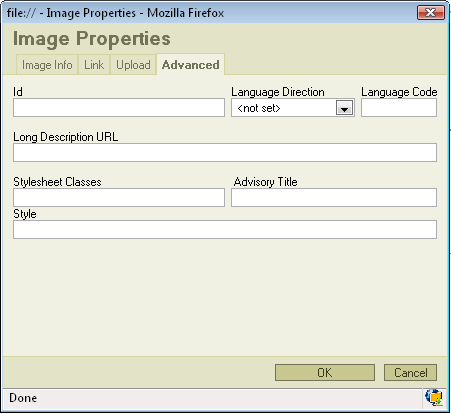 file:// - Image Properties - Mozilla Firefox
Image Properties
Image Info Link Upload Advanced
Id Language Direction Language Code
<not set>
Long Description URL
Stylesheet Classes Advisory Title
Style
OK Cancel
Done